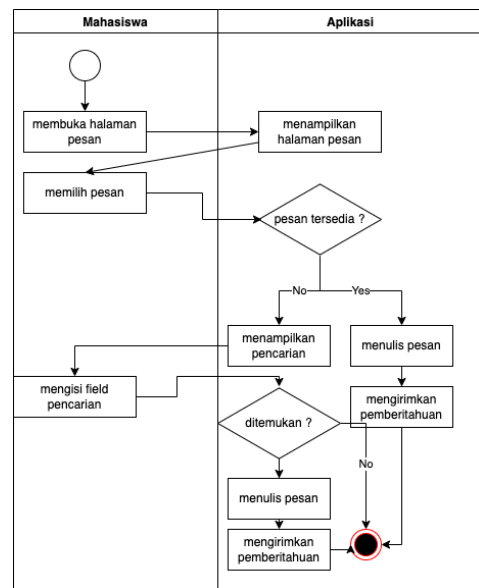 Mahasiswa
Aplikasi
membuka halaman
pesan
menampilkan
halaman pesan
memilih pesan
pesan tersedia ?
No
Yes
menampilkan
pencarian
menulis pesan
mengisi field
pencarian
mengirimkan
pemberitahuan
ditemukan ?
No
menulis pesan
mengirimkan
pemberitahuan